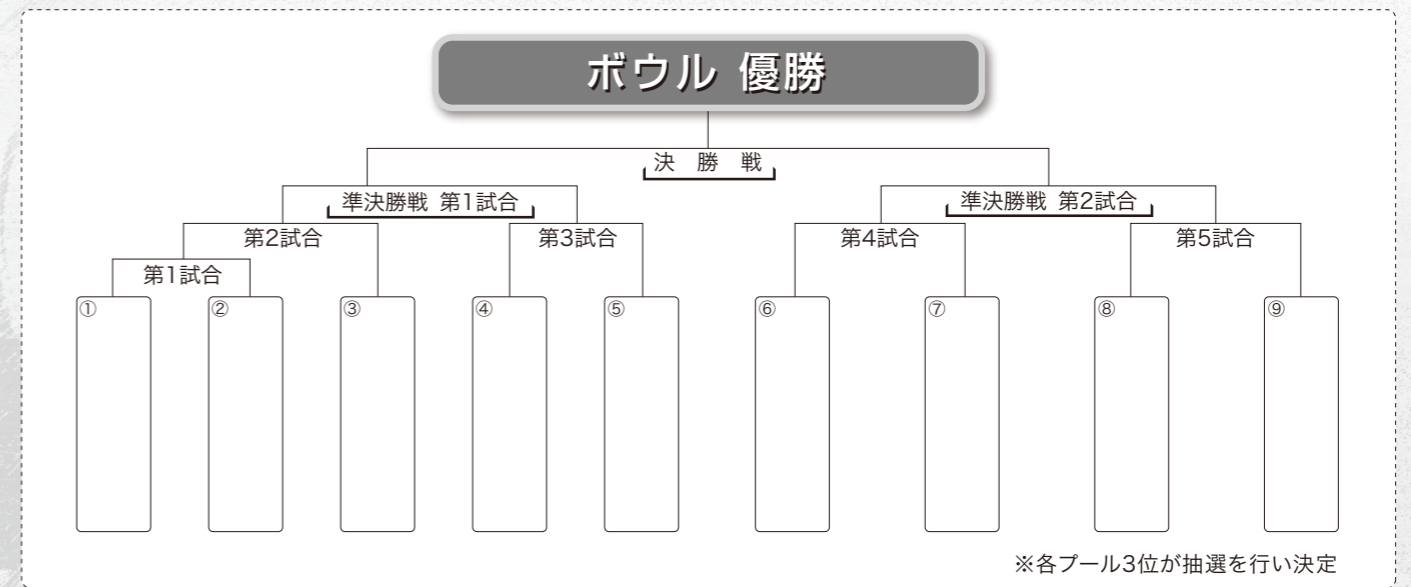 ボウル 優勝
決 勝 戦
準決勝戦 第1試合
準決勝戦 第2試合
第2試合
第3試合
第4試合
第5試合
第1試合
①
②
③
④
⑤
⑥
⑦
⑧
⑨
※各プール3位が抽選を行い決定